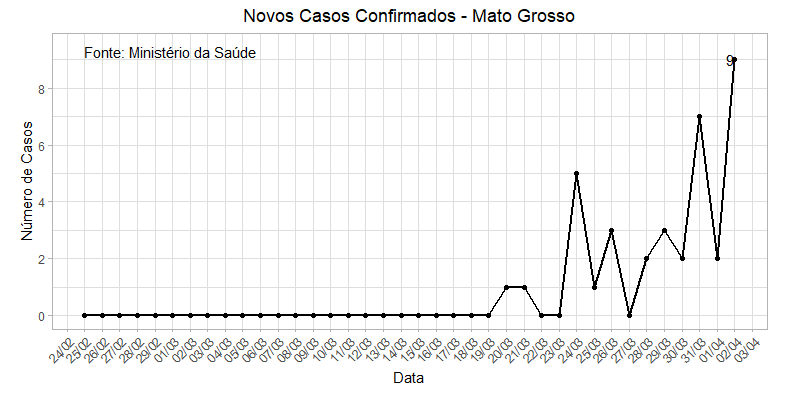 Novos Casos Confirmados - Mato Grosso
Fonte: Ministério da Saúde
9
Número de Casos
8
6
4
2
0
24/02 25/02 26/02 27/02 28/02 29/02 01/03 02/03 03/03 04/03 05/03 06/03 07/03 08/03 09/03 10/03 11/03 12/03 13/03 14/03 15/03 16/03 17/03 18/03 19/03 20/03 21/03 22/03 23/03 24/03 25/03 26/03 27/03 28/03 29/03 30/03 31/03 01/04 02/04 03/04
Data